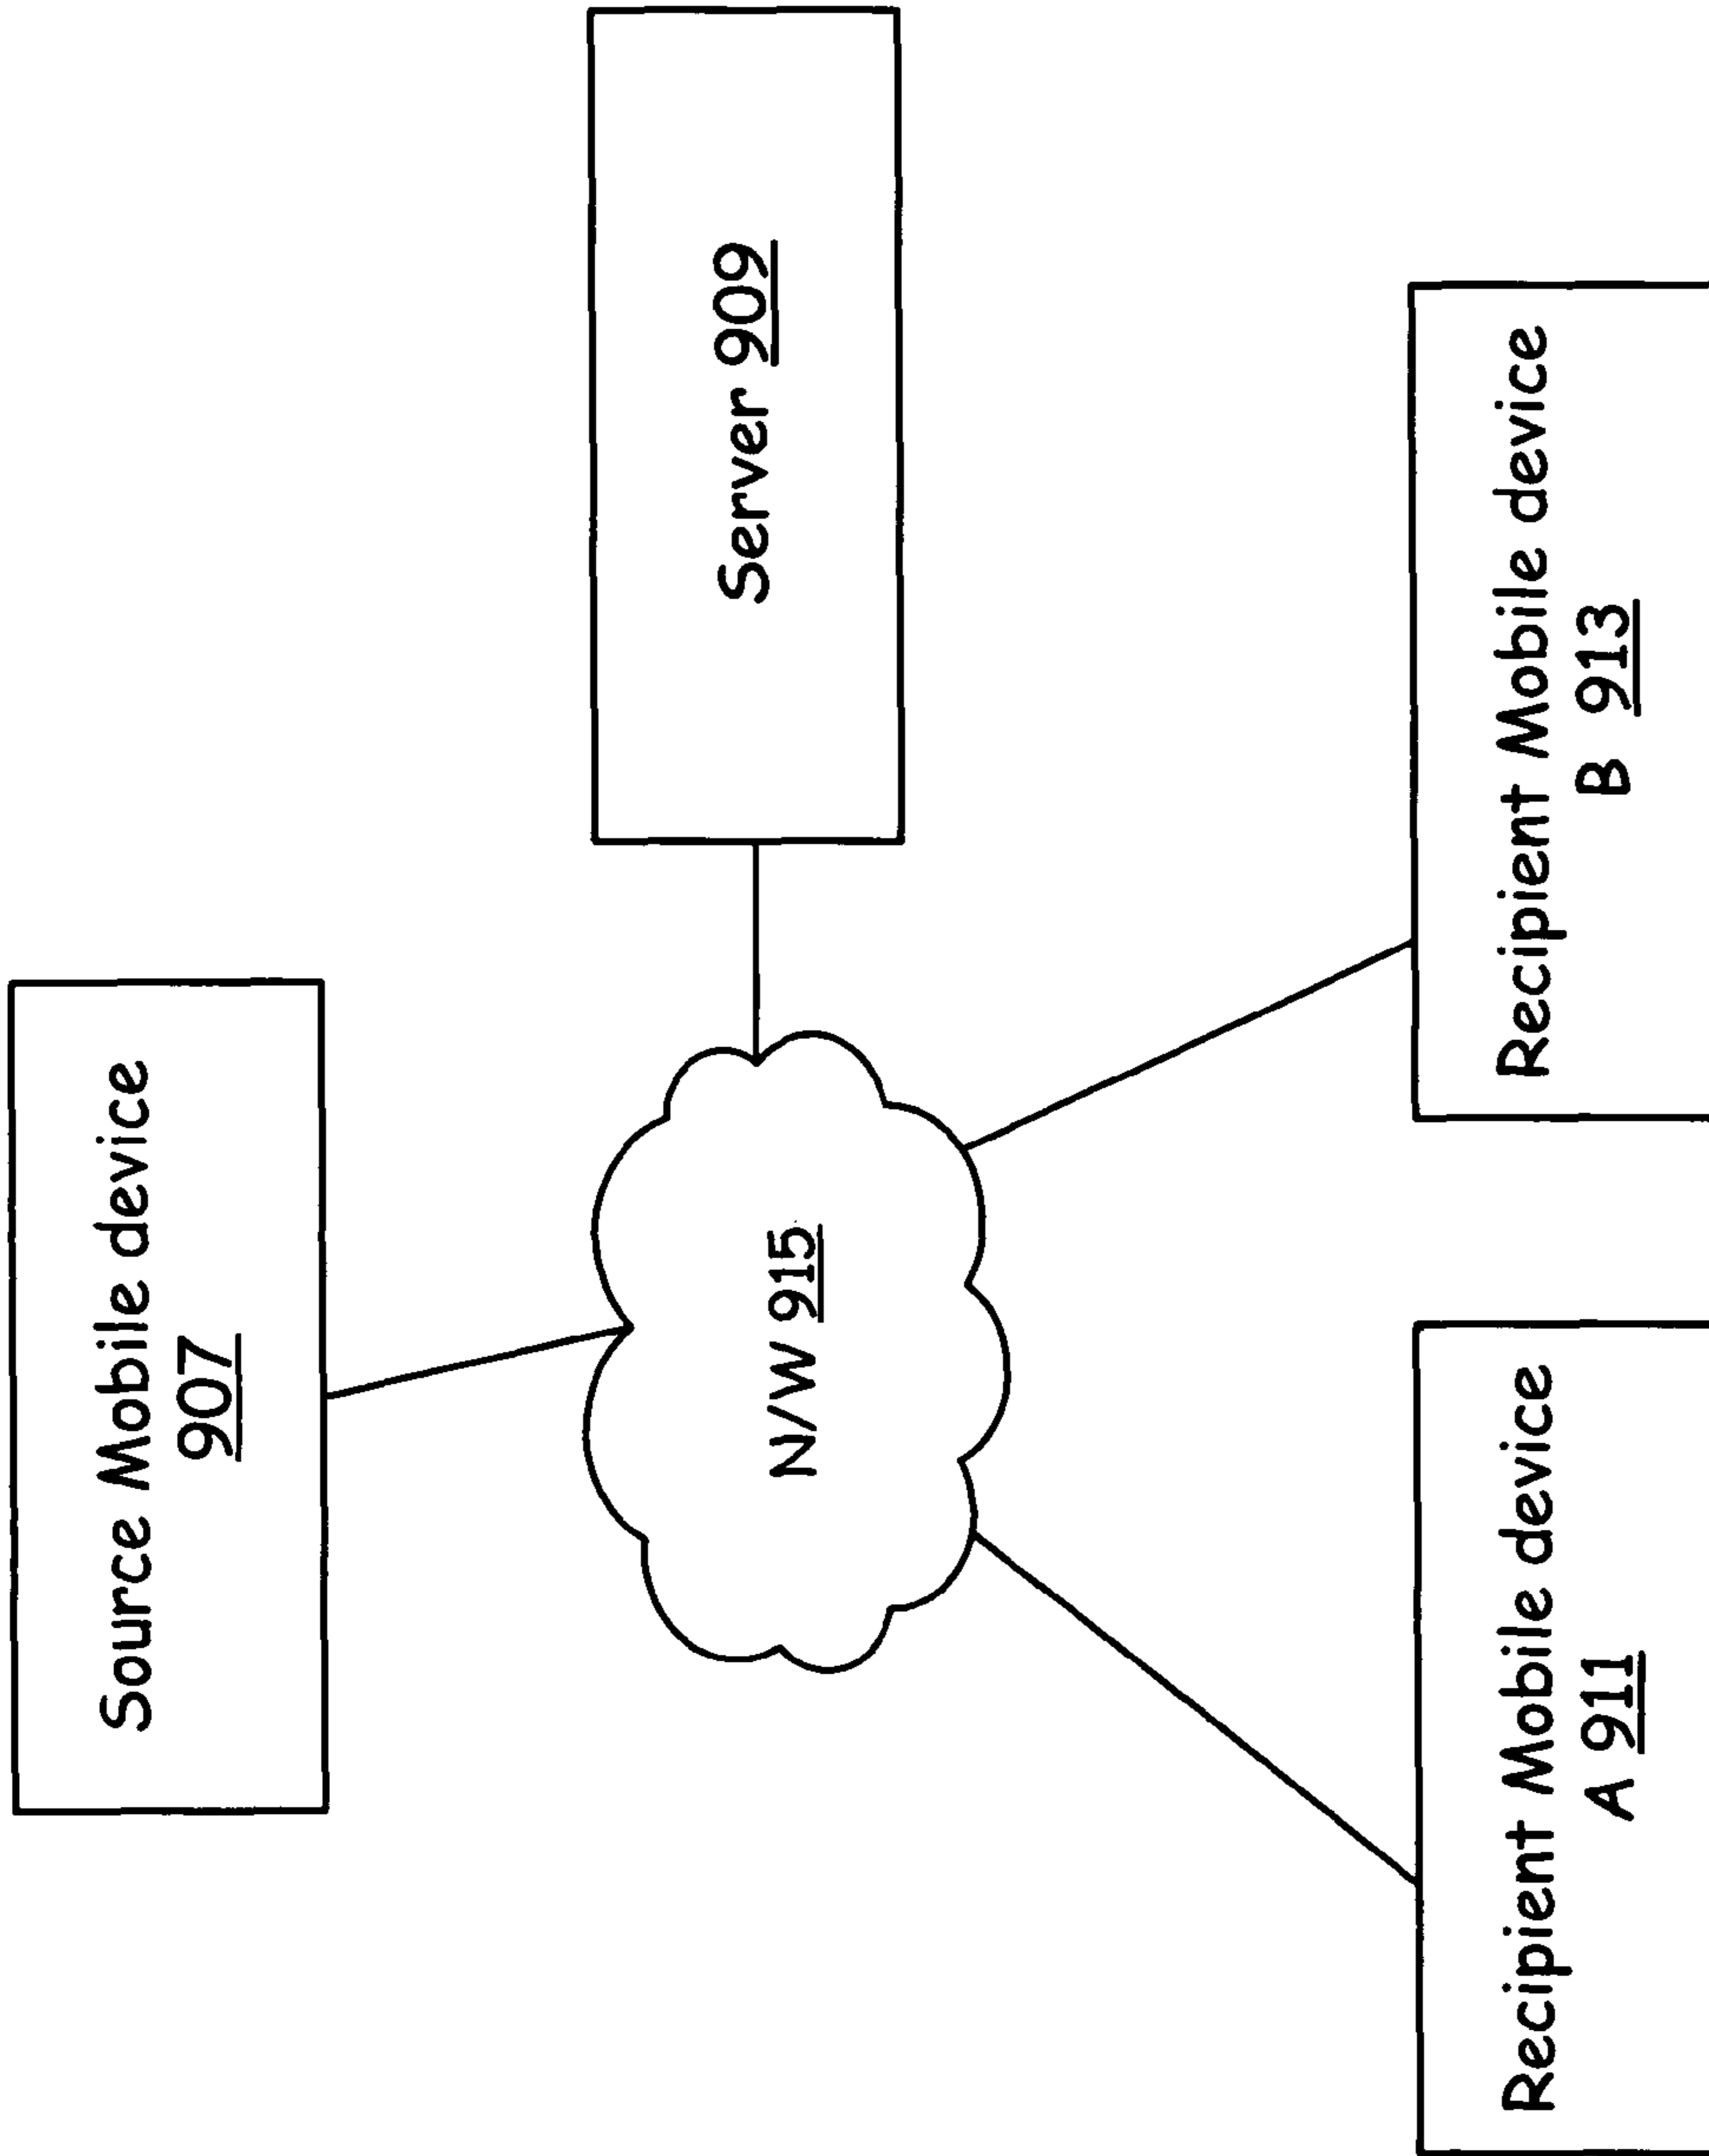 Source Mobile device
907
Server 909
N/W 915
Recipient Mobile device
A 911
Recipient Mobile device
B 913